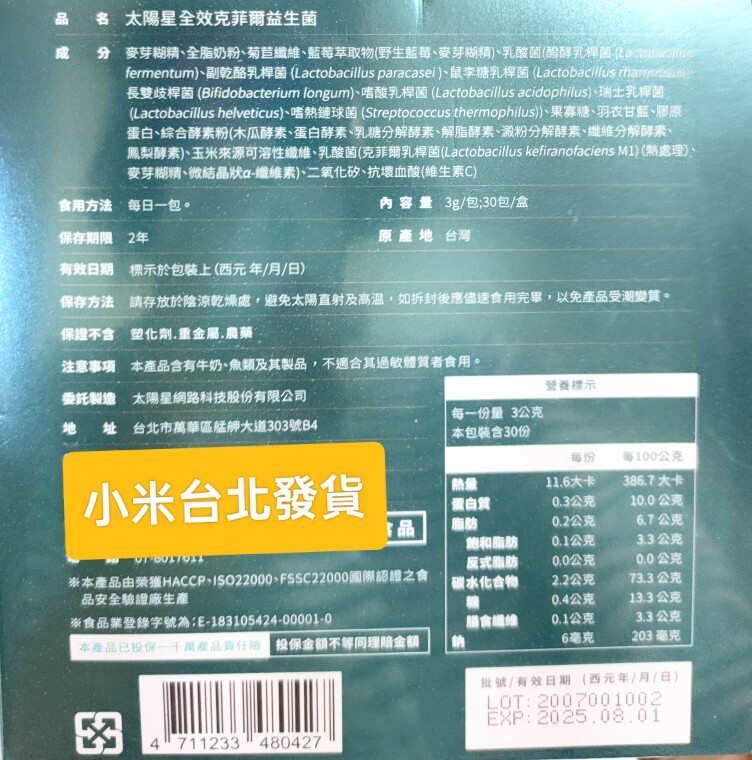 品名 太陽星全效克菲爾益生菌
成分 麥芽糊精、全脂奶粉、菊苣纖維、藍莓萃取物(野生藍莓、麥芽糊精)、乳酸菌(醱酵乳桿菌(Lactobacillus
fermentum)、副乾酪乳桿菌(Lactobacillus paracasei)、鼠李糖乳桿菌(Lactobacillus rhamnosus)
長雙歧桿菌(Bifidobacterium longum)、嗜酸乳桿菌(Lactobacillus acidophilus)、瑞士乳桿菌
(Lactobacillus helveticus)、嗜熱鏈球菌(Streptococcus thermophilus))、果寡糖、羽衣甘藍、膠原
蛋白、綜合酵素粉(木瓜酵素、蛋白酵素、乳糖分解酵素、解脂酵素、澱粉分解酵素、纖維分解酵素、
鳳梨酵素)、玉米來源可溶性纖維、乳酸菌(克菲爾乳桿菌(Lactobacillus kefiranofaciens M1)(熱處理)、
麥芽糊精、微結晶狀α-纖維素)、二氧化矽、抗壞血酸(維生素C)
食用方法 每日一包。 內容量 3g/包;30包/盒
保存期限 2年 原產地 台灣
有效日期 標示於包裝上(西元 年/月/日)
保存方法 請存放於陰涼乾燥處,避免太陽直射及高溫,如拆封後應儘速食用完畢,以免產品受潮變質。
保證不含 塑化劑.重金屬.農藥
注意事項 本產品含有牛奶、魚類及其製品,不適合其過敏體質者食用。
委託製造 太陽星網路科技股份有限公司
地址 台北市萬華區艋舺大道303號B4
小米台北發貨
食品
07-8017611
※本產品由榮獲HACCP、ISO22000、FSSC22000國際認證之食
品安全驗證廠生產
※食品業登錄字號為:E-183105424-00001-0
本產品已投保一千萬產品責任險 投保金額不等同理賠金額
4 711233 480427
營養標示
每一份量 3公克
本包裝含30份
每份 每100公克
熱量 11.6大卡 386.7 大卡
蛋白質 0.3公克 10.0 公克
脂肪 0.2公克 6.7 公克
飽和脂肪 0.1公克 3.3 公克
反式脂肪 0.0公克 0.0 公克
碳水化合物 2.2公克 73.3 公克
糖 0.4公克 13.3 公克
膳食纖維 0.1公克 3.3 公克
鈉 6毫克 203 毫克
批號/有效日期 (西元年/月/日)
LOT: 2007001002
EXP: 2025.08.01